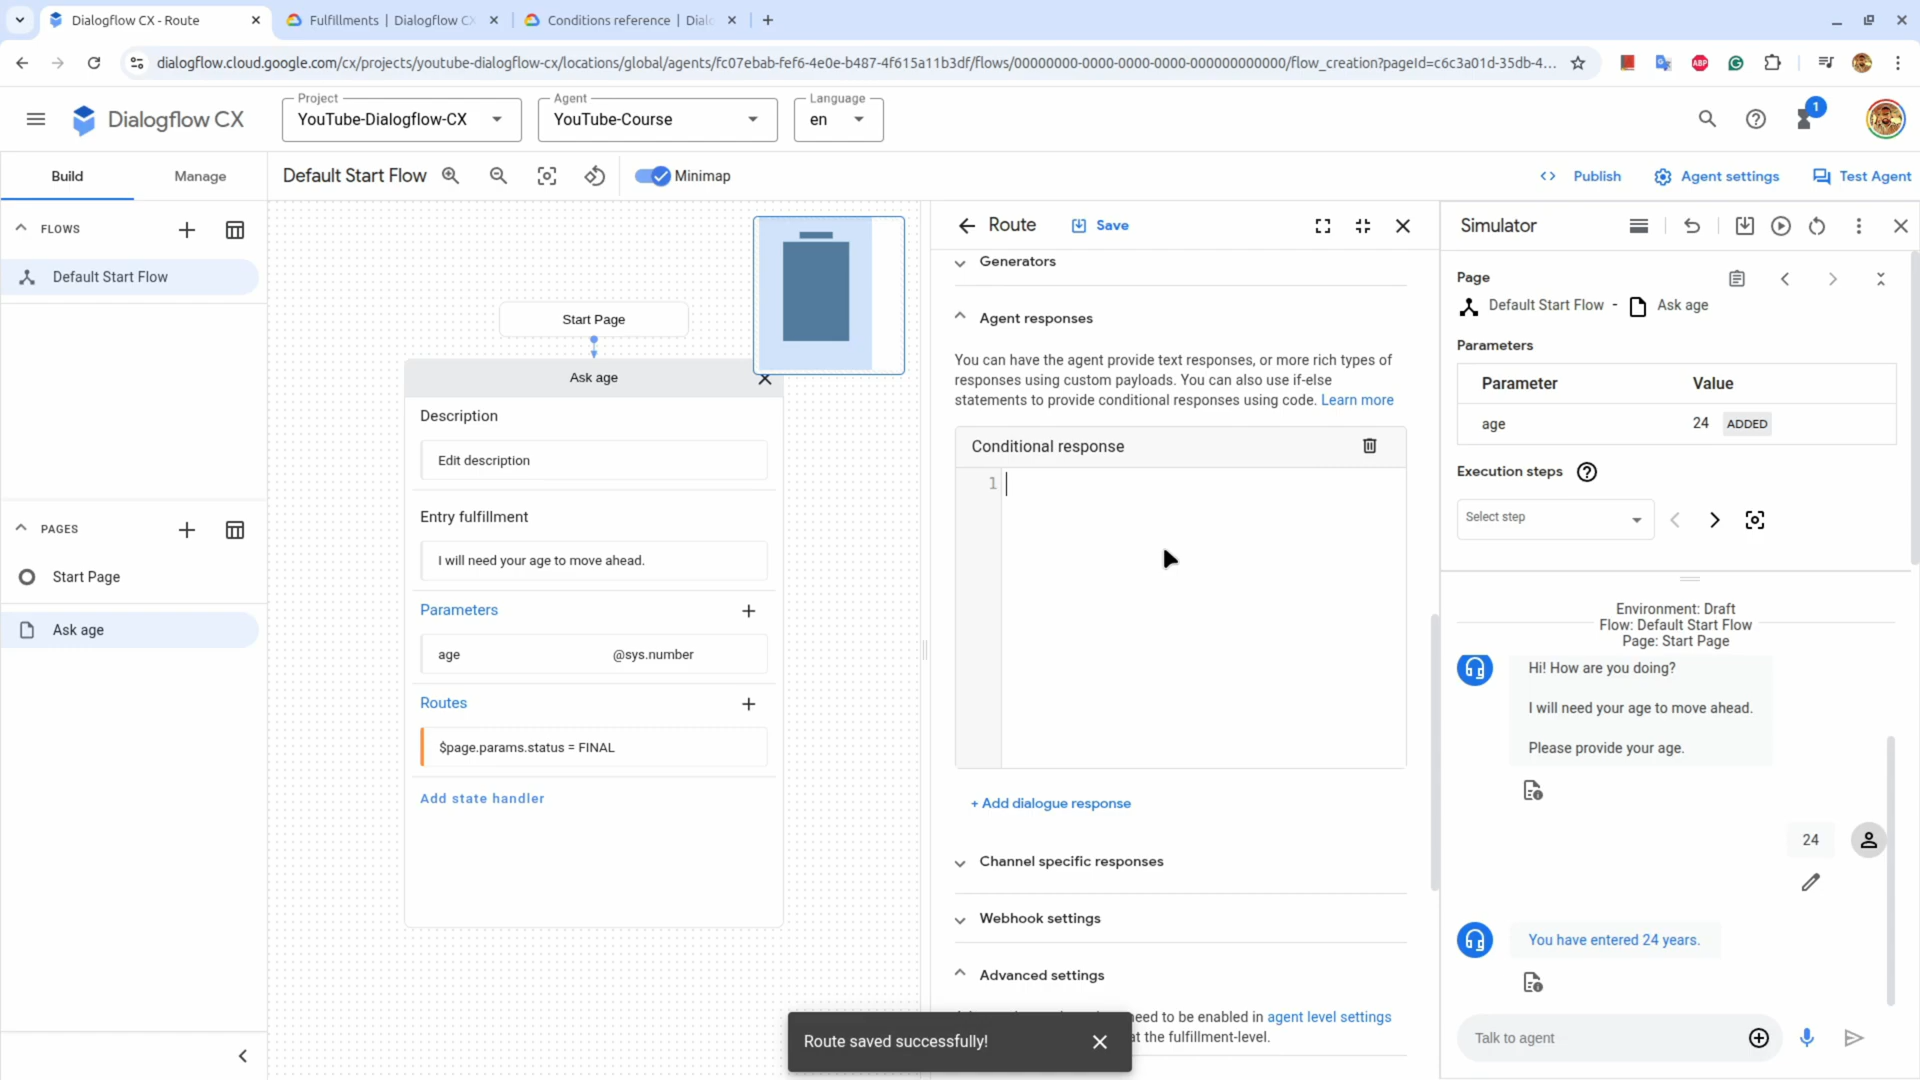 Dialogflow CX - Route
Fulfillments | Dialogflow C
Conditions reference | Dial
dialogflow.cloud.google.com/cx/projects/youtube-dialogflow-cx/locations/global/agents/fc07ebab-fef6-4e0e-b487-4f615a11b3df/flows/00000000-0000-0000-0000-000000000000/flow_creation?pageId=c6c3a01d-35db-4...
ABP
Dialogflow CX
Project
YouTube-Dialogflow-CX
Agent
YouTube-Course
Language
en
1
Build
Manage
Default Start Flow
Minimap
Publish
Agent settings
Test Agent
FLOWS
Default Start Flow
PAGES
Start Page
Ask age
Start Page
Ask age
Description
Edit description
Entry fulfillment
I will need your age to move ahead.
Parameters
age @sys.number
Routes
$page.params.status = FINAL
Add state handler
Route
Save
Generators
Agent responses
You can have the agent provide text responses, or more rich types of
responses using custom payloads. You can also use if-else
statements to provide conditional responses using code. Learn more
Conditional response
1
+ Add dialogue response
Channel specific responses
Webhook settings
Advanced settings
need to be enabled in agent level settings
at the fulfillment-level.
Route saved successfully!
Simulator
Page
Default Start Flow - Ask age
Parameters
Parameter Value
age 24 ADDED
Execution steps
Select step
Environment: Draft
Flow: Default Start Flow
Page: Start Page
Hi! How are you doing?
I will need your age to move ahead.
Please provide your age.
24
You have entered 24 years.
Talk to agent